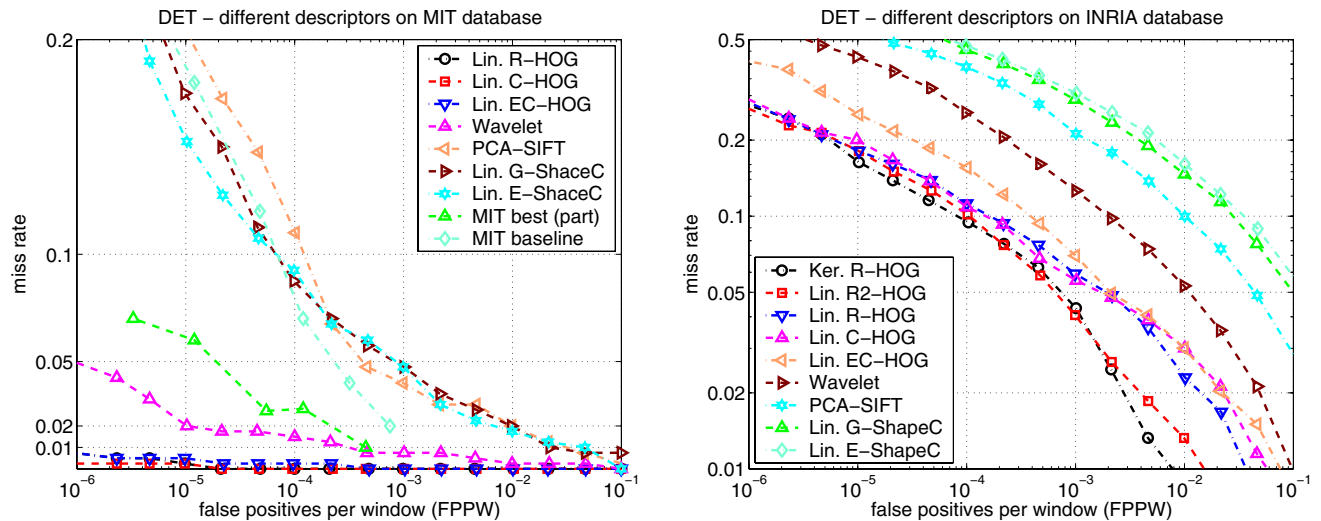 DET − different descriptors on MIT database
0.2
0.1
0.05
0.02
0.01
miss rate
10−6
10−5
10−4
10−3
10−2
10−1
false positives per window (FPPW)
Lin. R−HOG
Lin. C−HOG
Lin. EC−HOG
Wavelet
PCA−SIFT
Lin. G−ShaceC
Lin. E−ShaceC
MIT best (part)
MIT baseline
DET − different descriptors on INRIA database
0.5
0.2
0.1
0.05
0.02
0.01
miss rate
10−6
10−5
10−4
10−3
10−2
10−1
false positives per window (FPPW)
Ker. R−HOG
Lin. R2−HOG
Lin. R−HOG
Lin. C−HOG
Lin. EC−HOG
Wavelet
PCA−SIFT
Lin. G−ShapeC
Lin. E−ShapeC